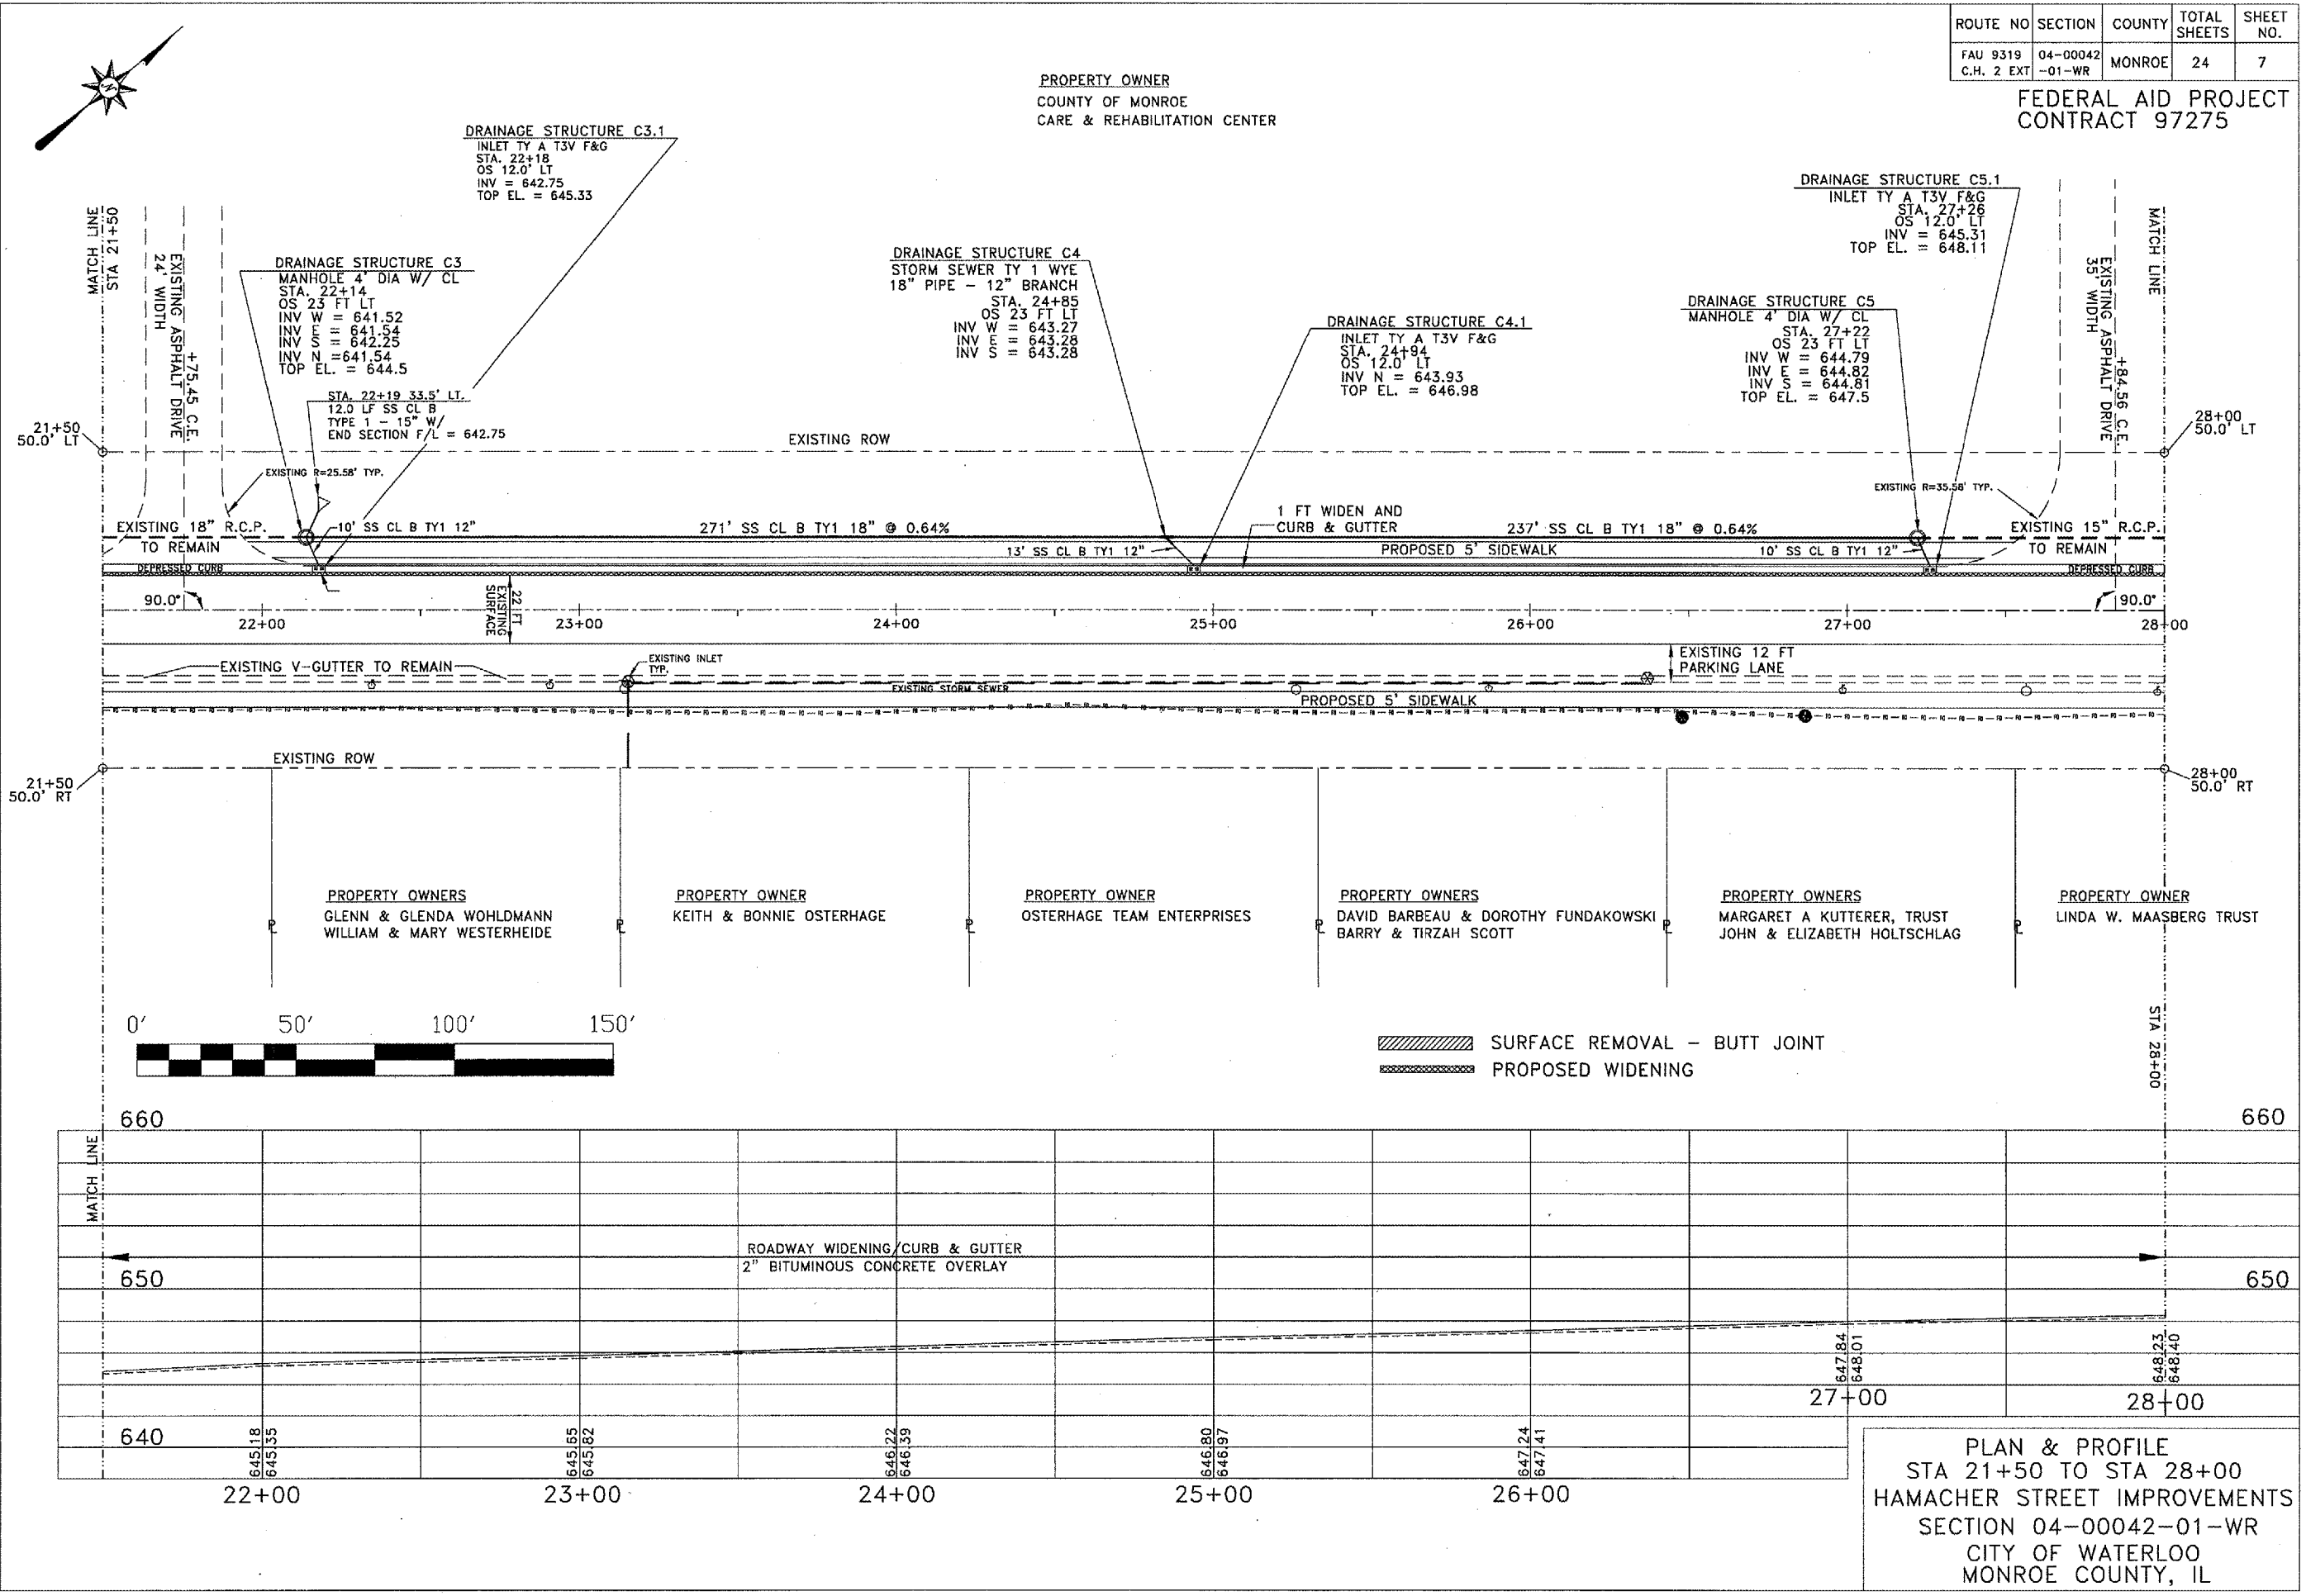 ROUTE NO SECTION COUNTY TOTAL SHEETS SHEET NO.
FAU 9319 C.H. 2 EXT 04-00042 -01-WR MONROE 24 7
FEDERAL AID PROJECT
CONTRACT 97275
PROPERTY OWNER
COUNTY OF MONROE
CARE & REHABILITATION CENTER
DRAINAGE STRUCTURE C3.1
INLET TY A T3V F&G
STA. 22+18
OS 12.0' LT
INV = 642.75
TOP EL. = 645.33
DRAINAGE STRUCTURE C5.1
INLET TY A T3V F&G
STA. 27+26
OS 12.0' LT
INV = 645.31
TOP EL. = 648.11
MATCH LINE
STA 21+50
EXISTING ASPHALT DRIVE
24' WIDTH
+75.45 C.E.
DRAINAGE STRUCTURE C3
MANHOLE 4' DIA W/ CL
STA. 22+14
OS 23 FT LT
INV W = 641.52
INV E = 641.54
INV S = 642.25
INV N =641.54
TOP EL. = 644.5
STA. 22+19 33.5' LT.
12.0 LF SS CL B
TYPE 1 - 15" W/
END SECTION F/L = 642.75
DRAINAGE STRUCTURE C4
STORM SEWER TY 1 WYE
18" PIPE - 12" BRANCH
STA. 24+85
OS 23 FT LT
INV W = 643.27
INV E = 643.28
INV S = 643.28
DRAINAGE STRUCTURE C4.1
INLET TY A T3V F&G
STA. 24+94
OS 12.0' LT
INV N = 643.93
TOP EL. = 646.98
DRAINAGE STRUCTURE C5
MANHOLE 4' DIA W/ CL
STA. 27+22
OS 23 FT LT
INV W = 644.79
INV E = 644.82
INV S = 644.81
TOP EL. = 647.5
EXISTING ASPHALT DRIVE
35' WIDTH
+84.56 C.E.
MATCH LINE
21+50
50.0' LT
EXISTING ROW
28+00
50.0' LT
EXISTING R=25.58' TYP.
EXISTING R=35.58' TYP.
EXISTING 18" R.C.P.
TO REMAIN
10' SS CL B TY1 12"
271' SS CL B TY1 18" @ 0.64%
1 FT WIDEN AND
CURB & GUTTER
237' SS CL B TY1 18" @ 0.64%
EXISTING 15" R.C.P.
TO REMAIN
13' SS CL B TY1 12"
PROPOSED 5' SIDEWALK
10' SS CL B TY1 12"
DEPRESSED CURB
DEPRESSED CURB
90.0°
22 FT
EXISTING
SURFACE
90.0°
22+00 23+00 24+00 25+00 26+00 27+00 28+00
EXISTING V-GUTTER TO REMAIN
EXISTING INLET
TYP.
EXISTING 12 FT
PARKING LANE
EXISTING STORM SEWER
PROPOSED 5' SIDEWALK
EXISTING ROW
21+50
50.0' RT
28+00
50.0' RT
PROPERTY OWNERS
GLENN & GLENDA WOHLDMANN
WILLIAM & MARY WESTERHEIDE
PROPERTY OWNER
KEITH & BONNIE OSTERHAGE
PROPERTY OWNER
OSTERHAGE TEAM ENTERPRISES
PROPERTY OWNERS
DAVID BARBEAU & DOROTHY FUNDAKOWSKI
BARRY & TIRZAH SCOTT
PROPERTY OWNERS
MARGARET A KUTTERER, TRUST
JOHN & ELIZABETH HOLTSCHLAG
PROPERTY OWNER
LINDA W. MAASBERG TRUST
0' 50' 100' 150'
SURFACE REMOVAL - BUTT JOINT
PROPOSED WIDENING
STA 28+00
660 660
MATCH LINE
ROADWAY WIDENING/CURB & GUTTER
2" BITUMINOUS CONCRETE OVERLAY
650 650
647.84
648.01
648.23
648.40
27+00 28+00
640
645.18
645.35
645.65
645.82
646.22
646.39
646.80
646.97
647.24
647.41
22+00 23+00 24+00 25+00 26+00
PLAN & PROFILE
STA 21+50 TO STA 28+00
HAMACHER STREET IMPROVEMENTS
SECTION 04-00042-01-WR
CITY OF WATERLOO
MONROE COUNTY, IL